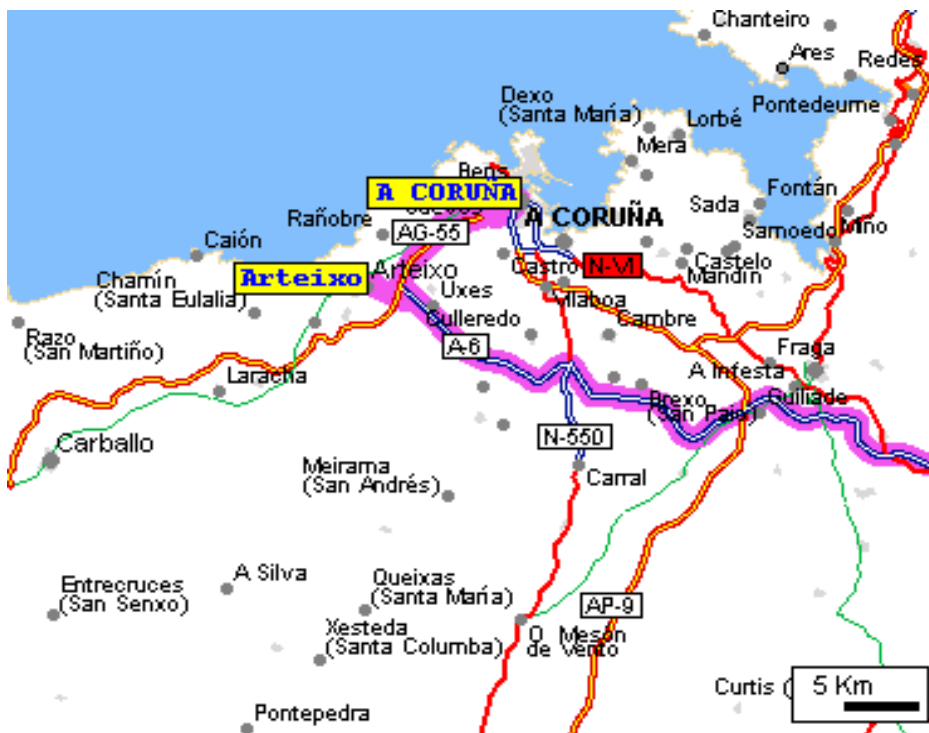 Chanteiro
Ares
Redes
Dexo
(Santa María)
Pontedeume
Lorbé
Mera
A CORUÑA
Fontán
Sada
Rañobre
A CORUÑA
Miño
AG-55
Caión
Castelo
Castro
N-VI
Mandín
Arteixo
Arteixo
Chamín
(Santa Eulalia)
Uxes
Vilaboa
Culleredo
Cambre
Razo
(San Martiño)
A-6
Fraga
A Infesta
Laracha
Brexo
(San Paio)
Guiliade
N-550
Carballo
Meirama
(San Andrés)
Carral
A Silva
Entrecruces
(San Senxo)
Queixas
(Santa María)
AP-9
Xesteda
(Santa Columba)
O Mesón
de Vento
Curtis (
5 Km
Pontepedra